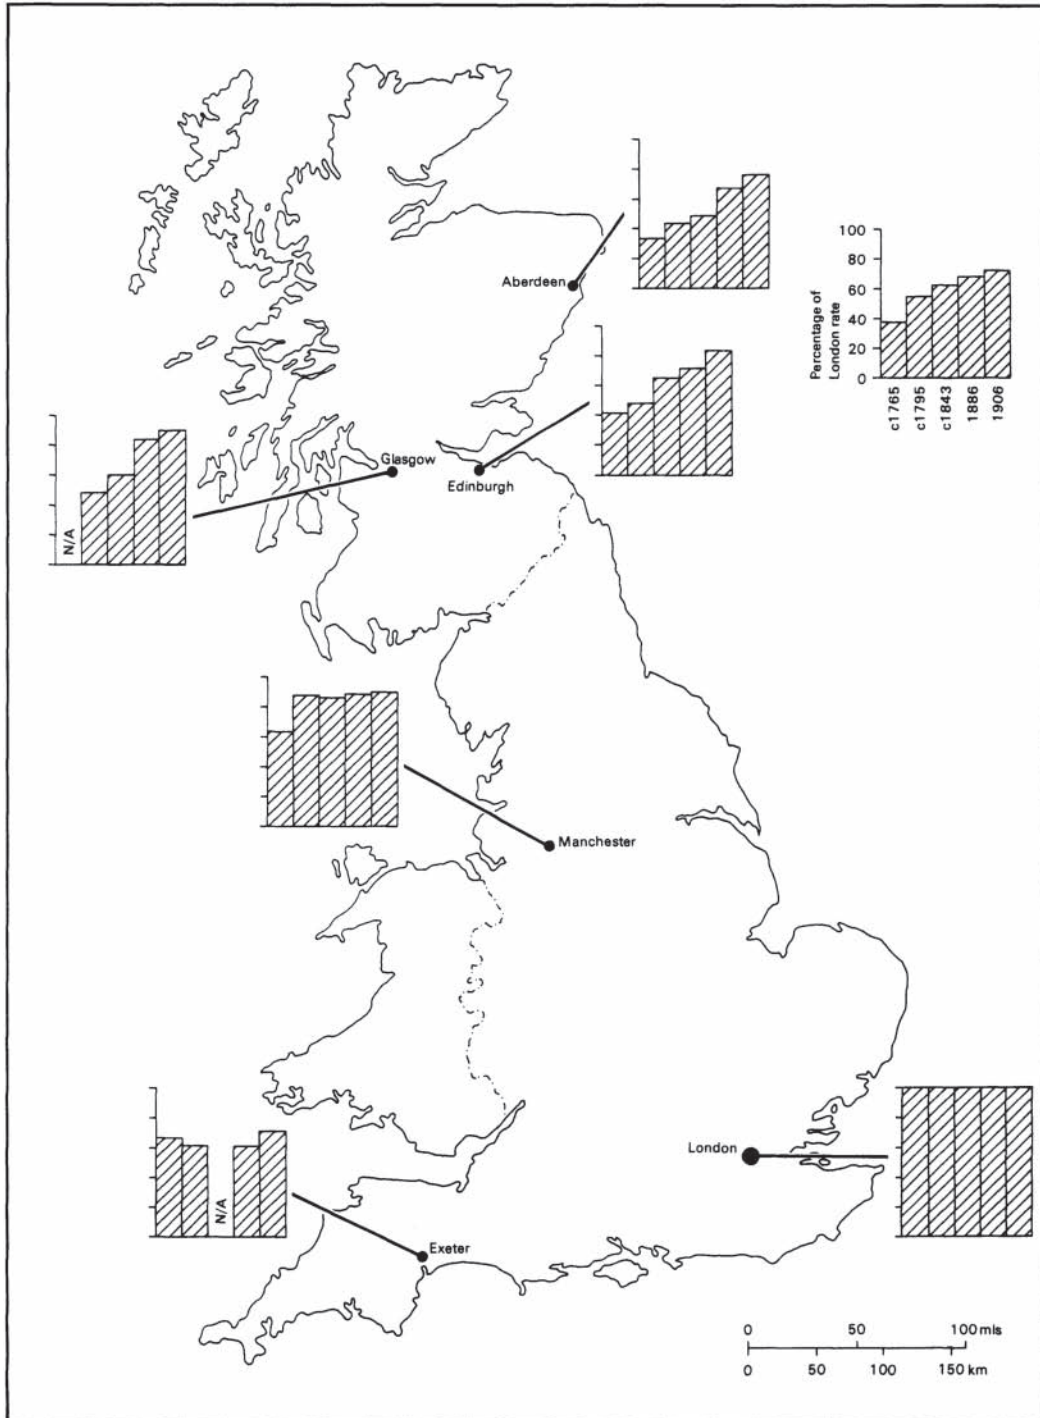 Aberdeen
Percentage of
London rate
100
80
60
40
20
0
c1765
c1795
c1843
1886
1906
Glasgow
Edinburgh
N/A
Manchester
London
N/A
Exeter
0 50 100 mls
0 50 100 150 km